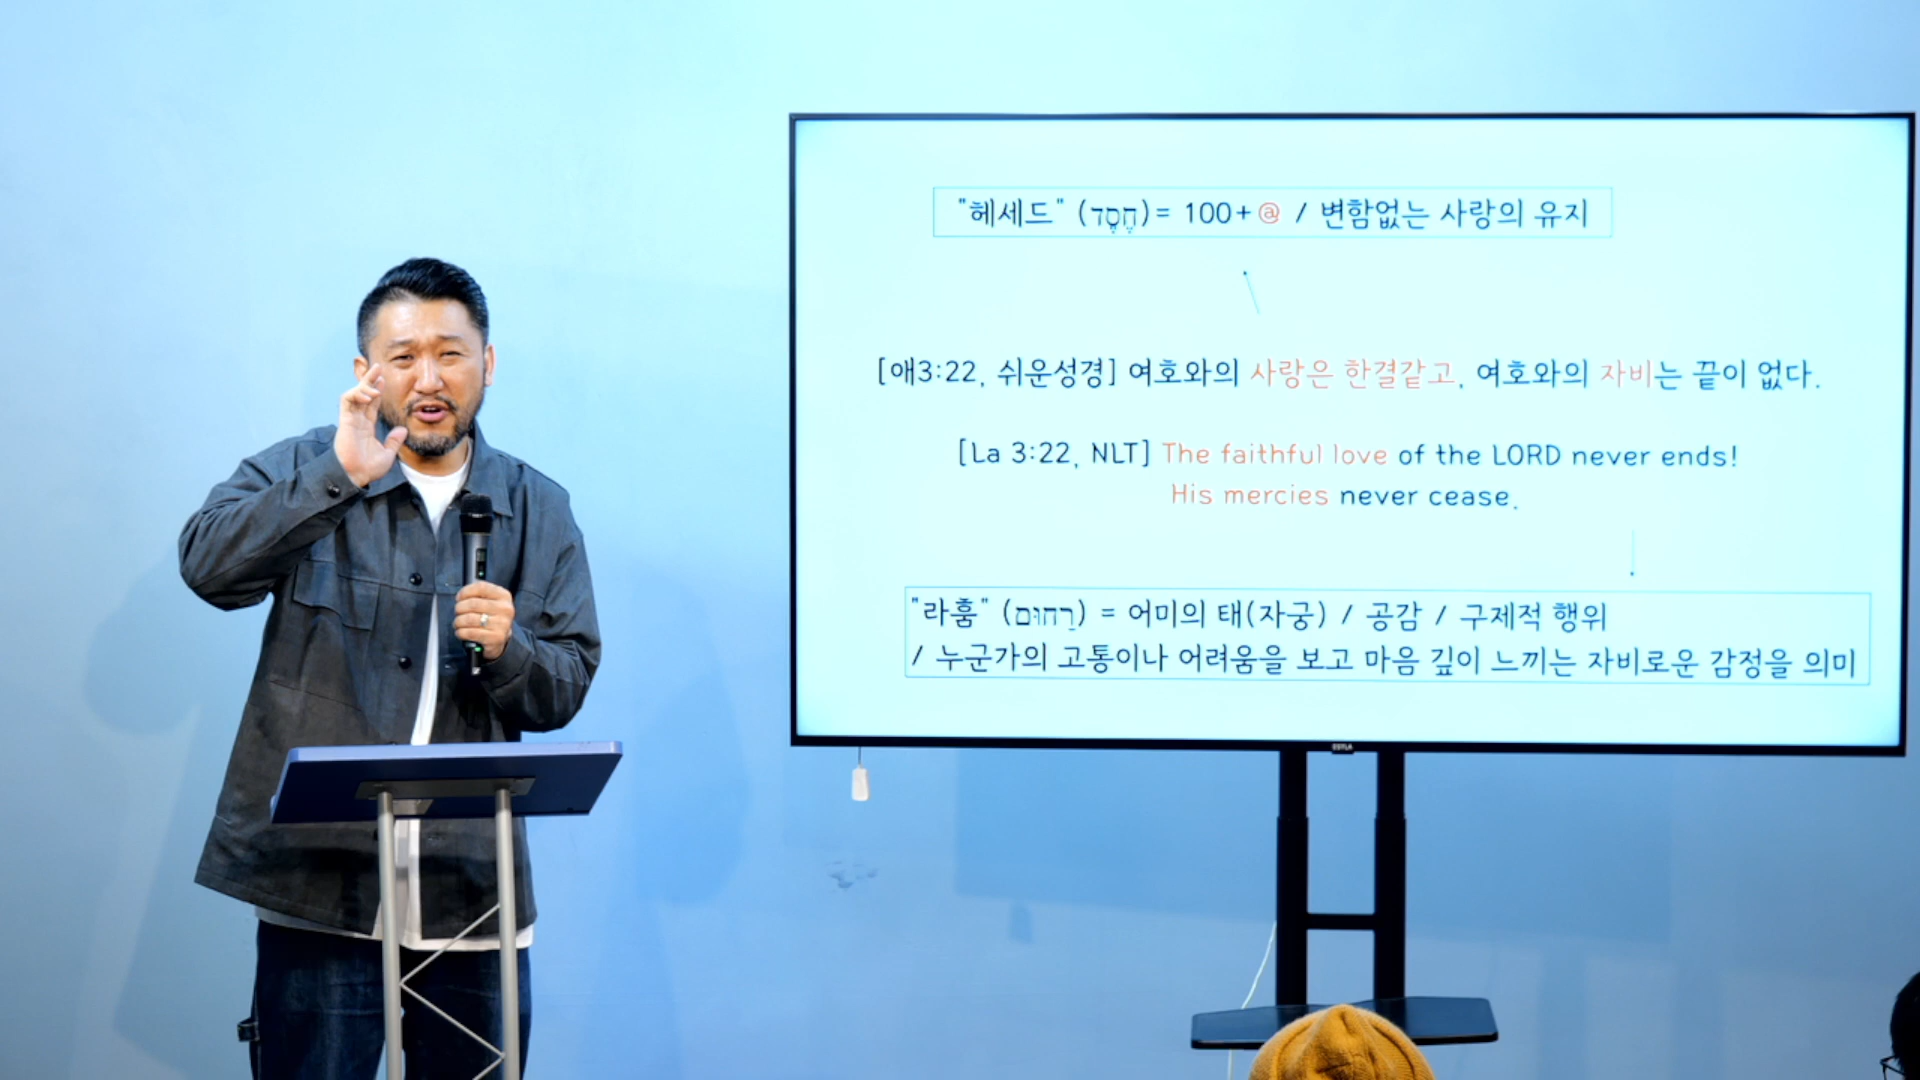 "헤세드" (חֶסֶד) = 100+@ / 변함없는 사랑의 유지
[애3:22, 쉬운성경] 여호와의 사랑은 한결같고, 여호와의 자비는 끝이 없다.
[La 3:22, NLT] The faithful love of the LORD never ends!
His mercies never cease.
"라훔" (רַחוּם) = 어미의 태(자궁) / 공감 / 구제적 행위
/ 누군가의 고통이나 어려움을 보고 마음 깊이 느끼는 자비로운 감정을 의미